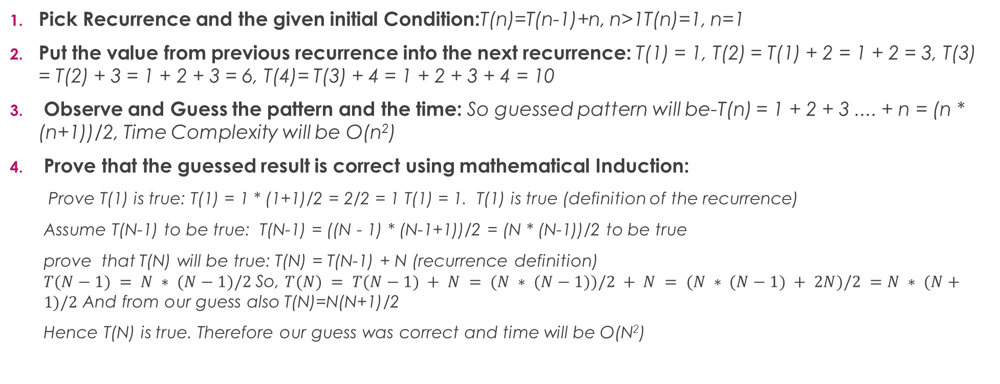 1. Pick Recurrence and the given initial Condition:T(n)=T(n-1)+n, n>1T(n)=1, n=1
2. Put the value from previous recurrence into the next recurrence: T(1) = 1, T(2) = T(1) + 2 = 1 + 2 = 3, T(3)
= T(2) + 3 = 1 + 2 + 3 = 6, T(4)= T(3) + 4 = 1 + 2 + 3 + 4 = 10
3. Observe and Guess the pattern and the time: So guessed pattern will be-T(n) = 1 + 2 + 3 .... + n = (n *
(n+1))/2, Time Complexity will be O(n²)
4. Prove that the guessed result is correct using mathematical Induction:
Prove T(1) is true: T(1) = 1 * (1+1)/2 = 2/2 = 1 T(1) = 1. T(1) is true (definition of the recurrence)
Assume T(N-1) to be true: T(N-1) = ((N - 1) * (N-1+1))/2 = (N * (N-1))/2 to be true
prove that T(N) will be true: T(N) = T(N-1) + N (recurrence definition)
T(N − 1) = N ∗ (N − 1)/2 So, T(N) = T(N − 1) + N = (N ∗ (N − 1))/2 + N = (N ∗ (N − 1) + 2N)/2 = N ∗ (N +
1)/2 And from our guess also T(N)=N(N+1)/2
Hence T(N) is true. Therefore our guess was correct and time will be O(N²)